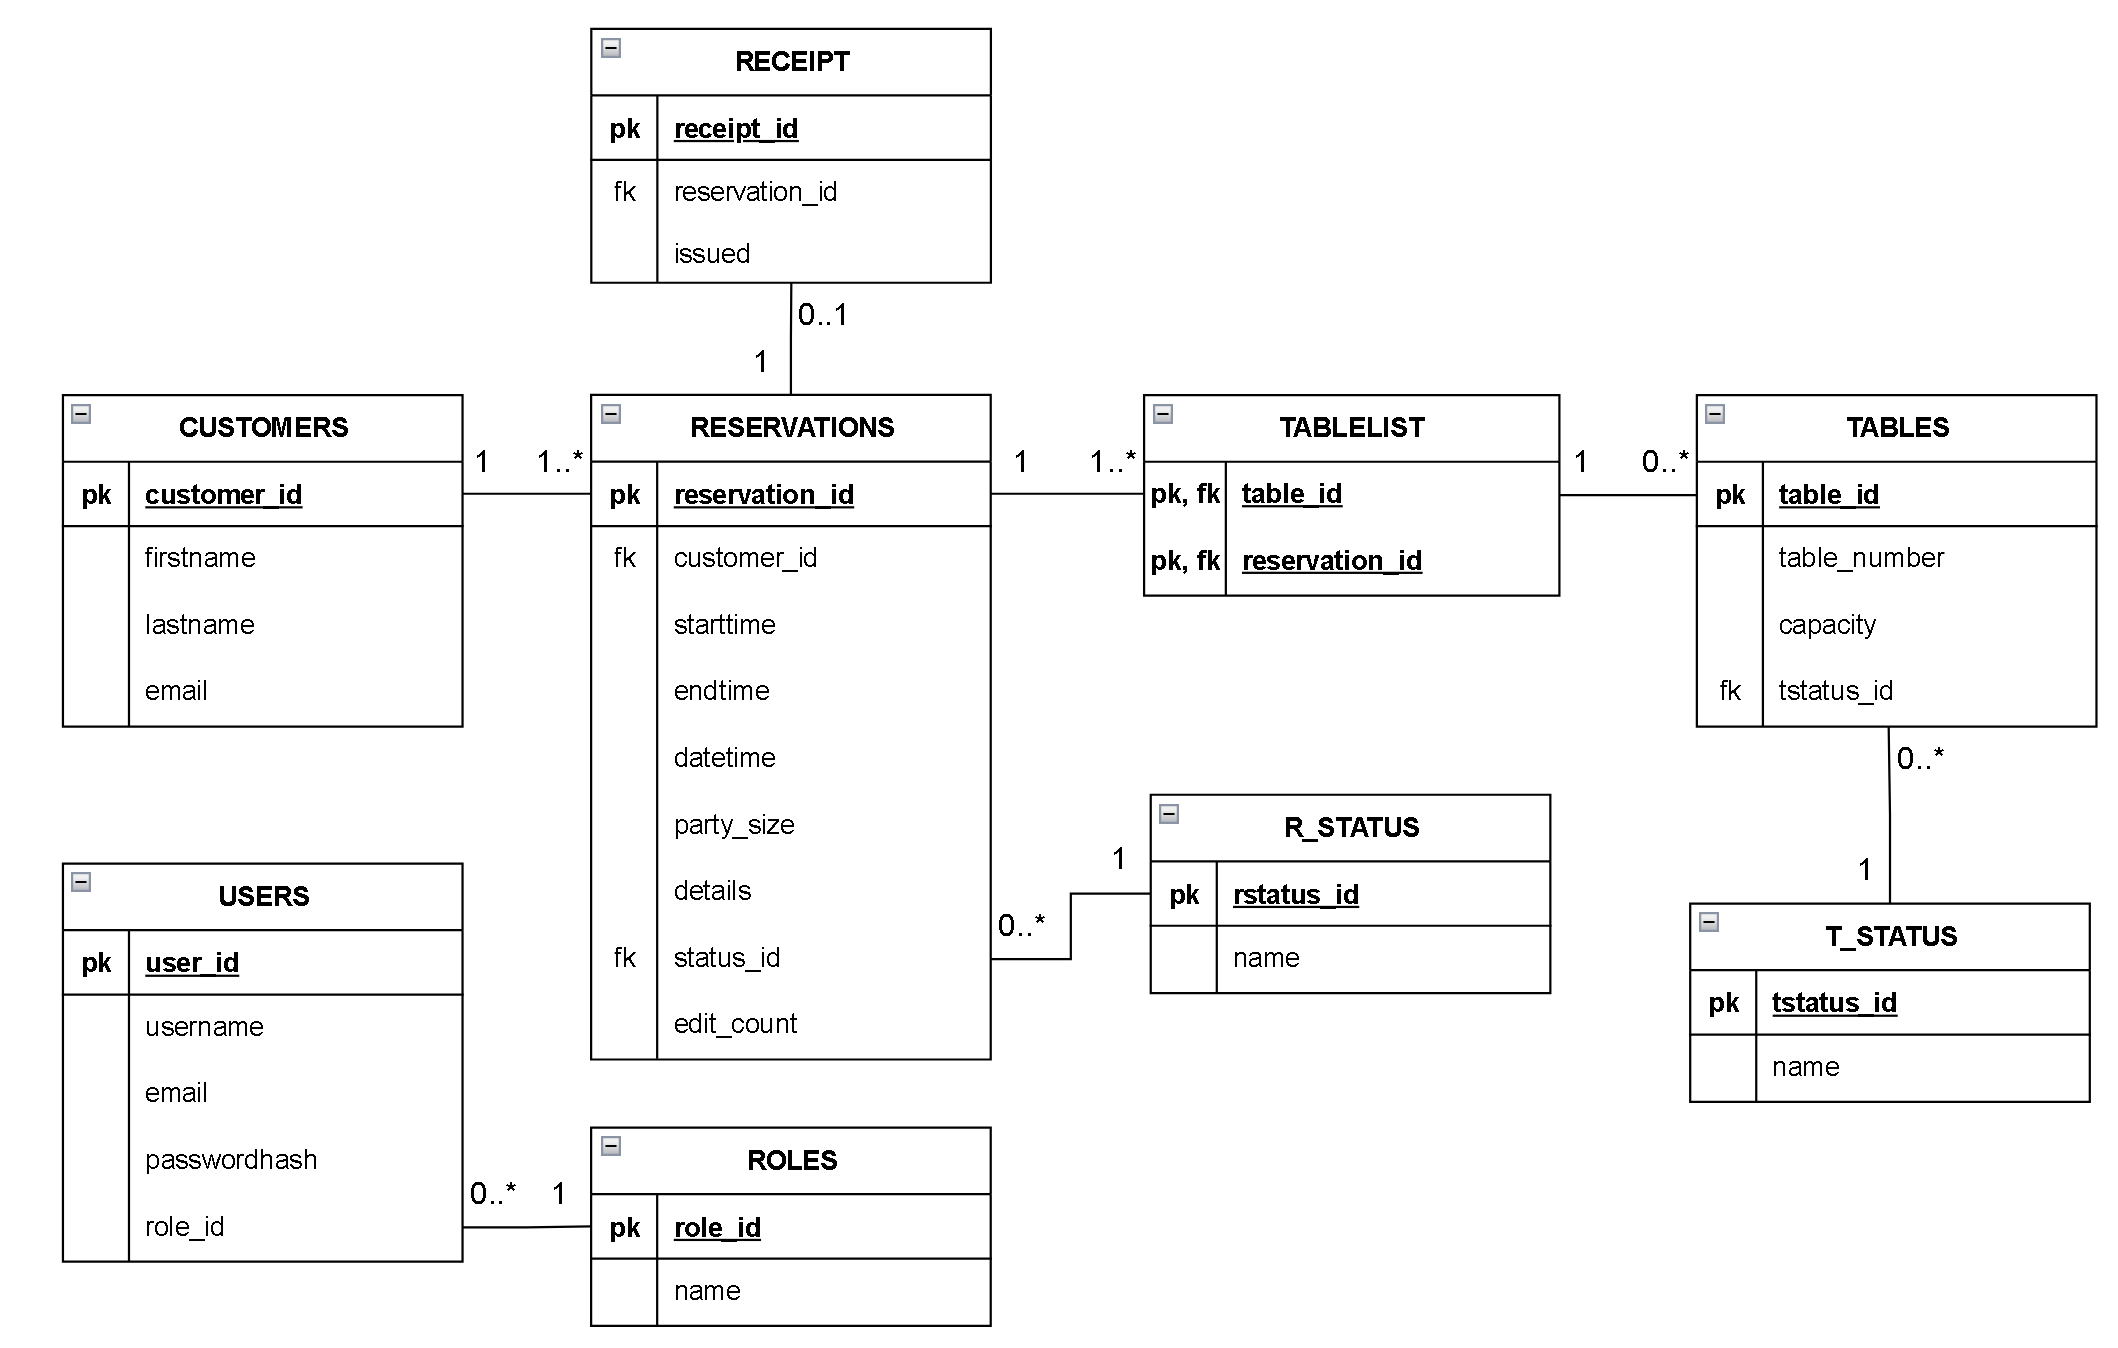 RECEIPT
pk receipt_id
fk reservation_id
issued
0..1
1
CUSTOMERS
pk customer_id
firstname
lastname
email
1 1..*
RESERVATIONS
pk reservation_id
fk customer_id
starttime
endtime
datetime
party_size
details
fk status_id
edit_count
1 1..*
TABLELIST
pk, fk table_id
pk, fk reservation_id
1 0..*
TABLES
pk table_id
table_number
capacity
fk tstatus_id
0..*
1
R_STATUS
pk rstatus_id
name
1
0..*
T_STATUS
pk tstatus_id
name
USERS
pk user_id
username
email
passwordhash
role_id
0..* 1
ROLES
pk role_id
name